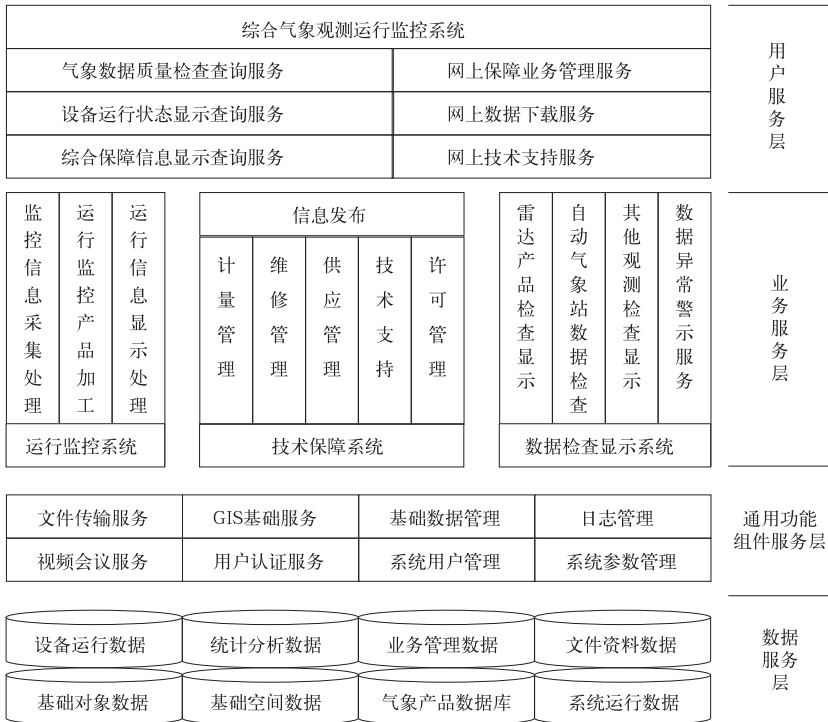 综合气象观测运行监控系统
气象数据质量检查查询服务
网上保障业务管理服务
设备运行状态显示查询服务
网上数据下载服务
综合保障信息显示查询服务
网上技术支持服务
用户服务层
监控信息采集处理
运行监控产品加工
运行信息显示处理
运行监控系统
信息发布
计量管理
维修管理
供应管理
技术支持
许可管理
技术保障系统
雷达产品检查显示
自动气象站数据检查
其他观测检查显示
数据异常警示服务
数据检查显示系统
业务服务层
文件传输服务
GIS基础服务
基础数据管理
日志管理
视频会议服务
用户认证服务
系统用户管理
系统参数管理
通用功能
组件服务层
设备运行数据
统计分析数据
业务管理数据
文件资料数据
基础对象数据
基础空间数据
气象产品数据库
系统运行数据
数据
服务
层